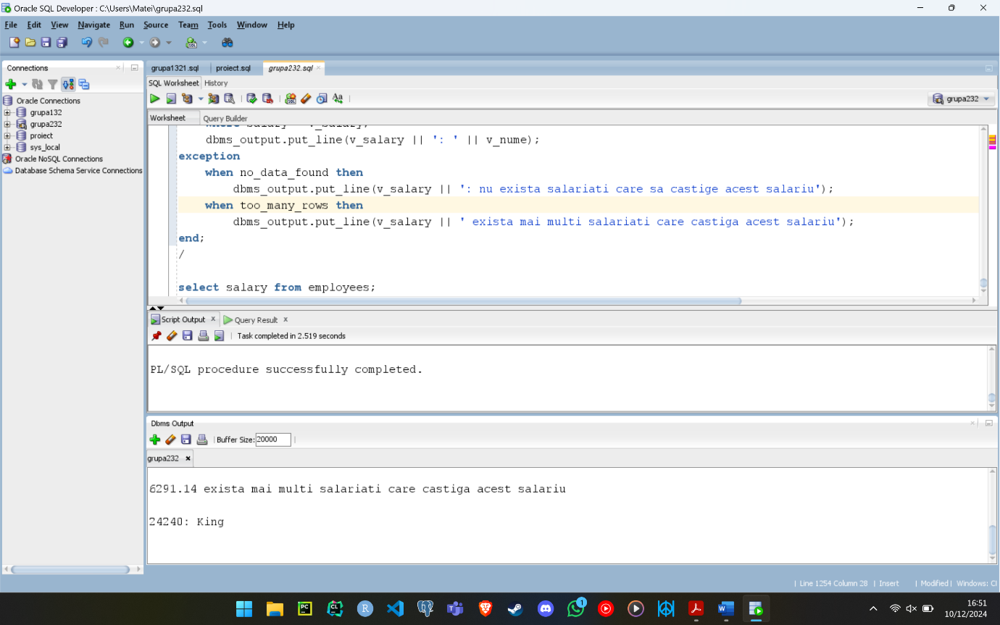 Oracle SQL Developer : C:\Users\Matei\grupa232.sql
File Edit View Navigate Run Source Team Tools Window Help
Connections
Oracle Connections
grupa132
grupa232
proiect
sys_local
Oracle NoSQL Connections
Database Schema Service Connections
grupa1321.sql proiect.sql grupa232.sql
SQL Worksheet History
grupa232
Worksheet Query Builder
dbms_output.put_line(v_salary || ': ' || v_nume);
exception
when no_data_found then
dbms_output.put_line(v_salary || ': nu exista salariati care sa castige acest salariu');
when too_many_rows then
dbms_output.put_line(v_salary || ' exista mai multi salariati care castiga acest salariu');
end;
/
select salary from employees;
Script Output x Query Result x
Task completed in 2.519 seconds
PL/SQL procedure successfully completed.
Dbms Output
Buffer Size: 20000
grupa232
6291.14 exista mai multi salariati care castiga acest salariu
24240: King
Line 1254 Column 28 | Insert | Modified | Windows: Cl
16:51
10/12/2024